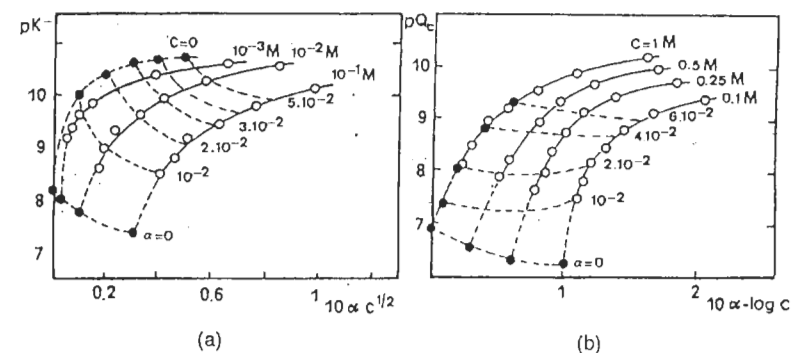 pK⁻
C=0
10⁻³M
10⁻²M
10⁻¹M
5.10⁻²
3.10⁻²
2.10⁻²
10⁻²
α=0
10
9
8
7
0.2
0.6
1
10 α c^1/2
(a)
pQc
C=1M
0.5 M
0.25 M
0.1M
6.10⁻²
4.10⁻²
2.10⁻²
10⁻²
α=0
10
9
8
7
1
2
10 α-log c
(b)